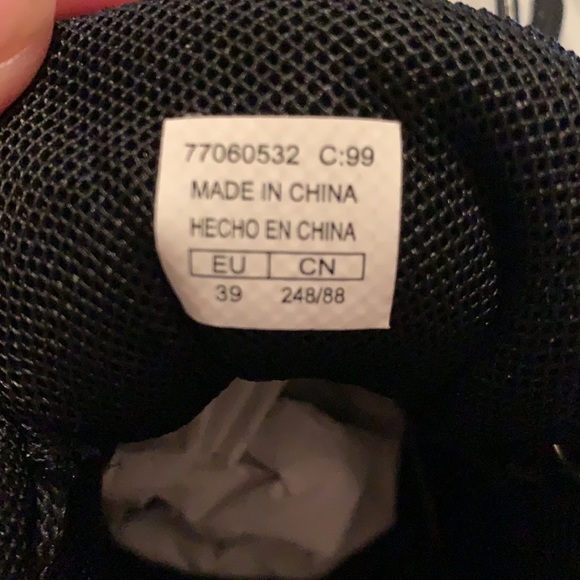 77060532 C:99
MADE IN CHINA
HECHO EN CHINA
EU CN
39 248/88